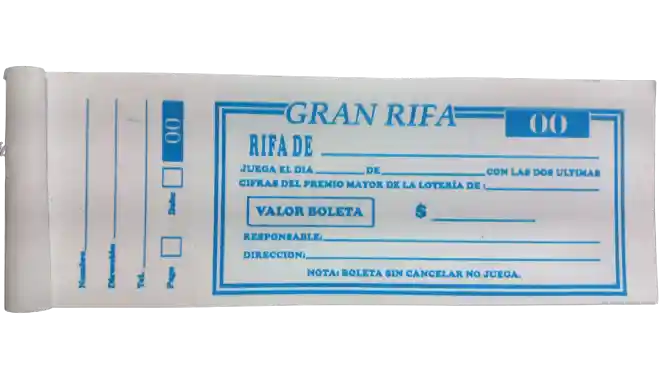 Nombre
Dirección
Tel.
Pago
Debe
00
GRAN RIFA
00
RIFA DE
JUEGA EL DIA DE CON LAS DOS ULTIMAS
CIFRAS DEL PREMIO MAYOR DE LA LOTERÍA DE :
VALOR BOLETA $
RESPONSABLE:
DIRECCION:
NOTA: BOLETA SIN CANCELAR NO JUEGA.